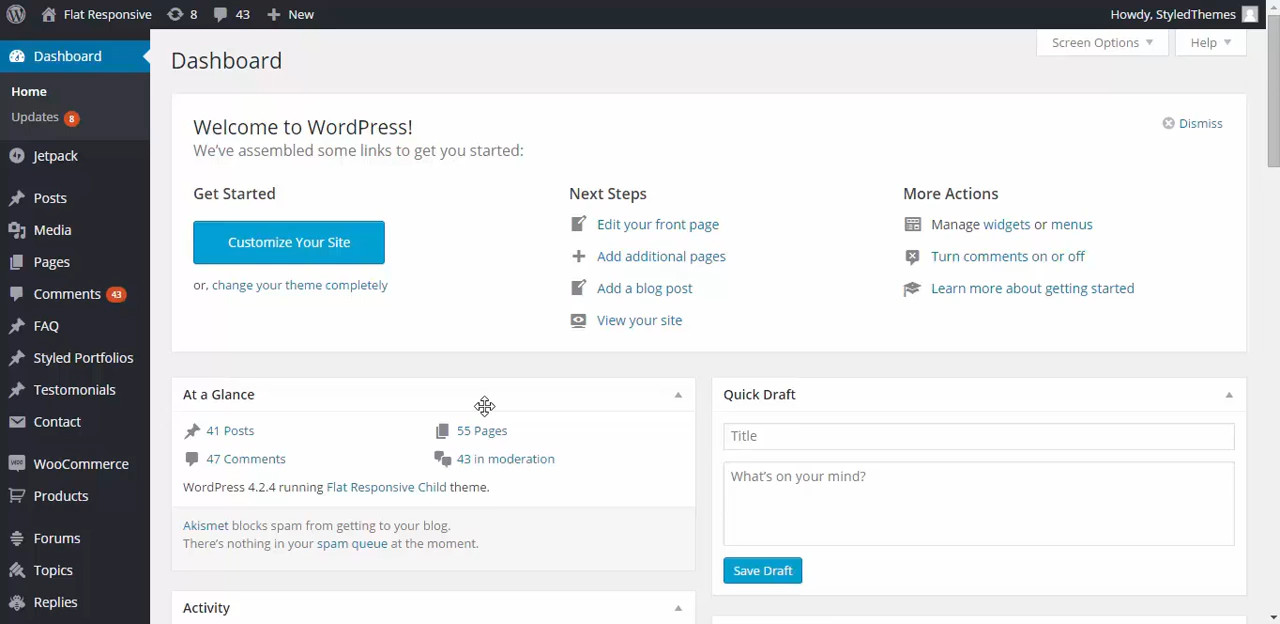 Flat Responsive 8 43 New Howdy, StyledThemes
Dashboard
Home
Updates 8
Jetpack
Posts
Media
Pages
Comments 43
FAQ
Styled Portfolios
Testimonials
Contact
WooCommerce
Products
Forums
Topics
Replies
Screen Options Help
Dashboard
Welcome to WordPress!
Dismiss
We've assembled some links to get you started:
Get Started
Customize Your Site
or, change your theme completely
Next Steps
Edit your front page
Add additional pages
Add a blog post
View your site
More Actions
Manage widgets or menus
Turn comments on or off
Learn more about getting started
At a Glance
41 Posts 55 Pages
47 Comments 43 in moderation
WordPress 4.2.4 running Flat Responsive Child theme.
Akismet blocks spam from getting to your blog.
There's nothing in your spam queue at the moment.
Activity
Quick Draft
Title
What's on your mind?
Save Draft